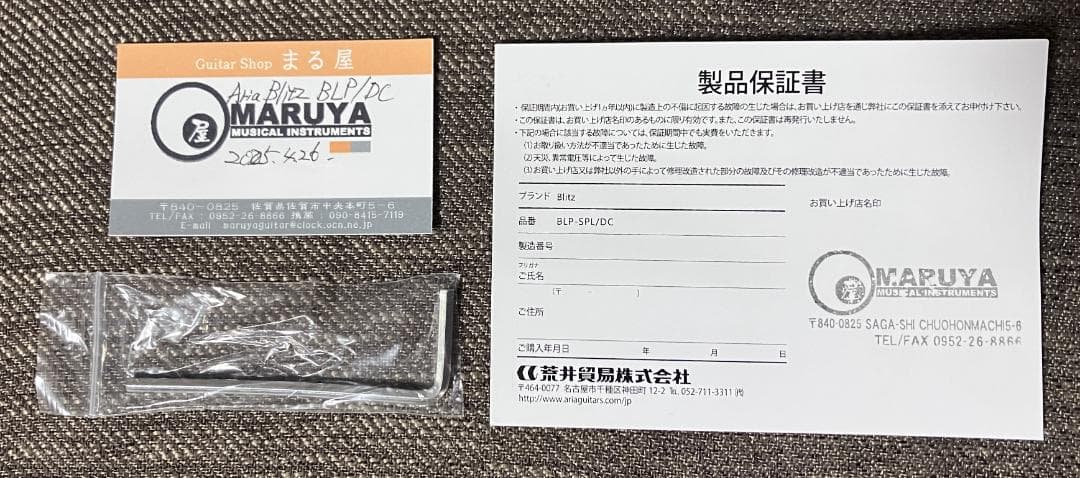 Guitar Shop まる屋
Aria Blitz BLP/DC
屋
MARUYA
MUSICAL INSTRUMENTS
2025.4.26.
〒840-0825 佐賀県佐賀市中央本町5-6
TEL/FAX : 0952-26-8866 携帯 : 090-8415-7119
E-mail maruyaguitar@clock.ocn.ne.jp
製品保証書
・保証期間内(お買い上げ1ヵ年以内)に製造上の不備に起因する故障の生じた場合は、お買い上げ店を通じ弊社にこの保証書を添えてお申付け下さい。
・この保証書は、お買い上げ店名印のあるものに限り有効です。また、この保証書は再発行いたしません。
・下記の場合に該当する故障については、保証期間中でも実費をいただきます。
(1)お取り扱い方法が不適当であったために生じた故障。
(2)天災、異常電圧等によって生じた故障。
(3)お買い上げ店又は弊社以外の手によって修理改造された部分の故障及びその修理改造が不適当であったために生じた故障。
ブランド Blitz
お買い上げ店名印
品番 BLP-SPL/DC
製造番号
フリガナ
ご氏名
(〒 - )
ご住所
ご購入年月日 年 月 日
屋
MARUYA
MUSICAL INSTRUMENTS
〒840-0825 SAGA-SHI CHUOHONMACHI5-6
TEL/FAX 0952-26-8866
荒井貿易株式会社
〒464-0077 名古屋市千種区神田町 12-2 TEL 052-711-3311 (代)
http://www.ariaguitars.com/jp